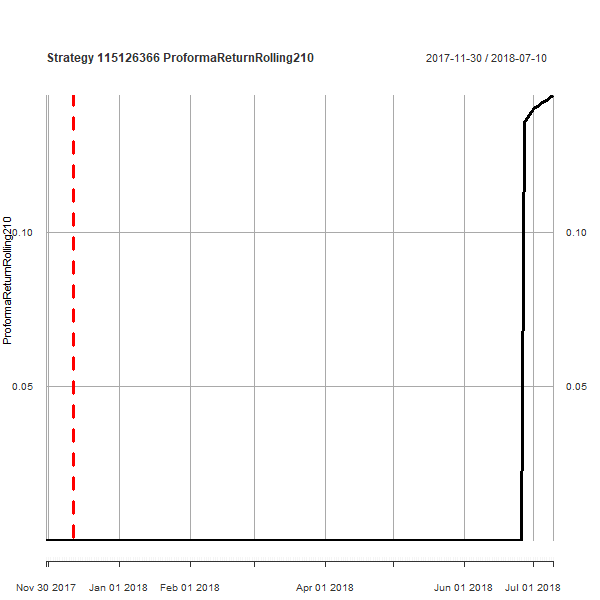 Strategy 115126366 ProformaReturnRolling210
2017-11-30 / 2018-07-10
ProformaReturnRolling210
0.10
0.10
0.05
0.05
Nov 30 2017
Jan 01 2018
Feb 01 2018
Apr 01 2018
Jun 01 2018
Jul 01 2018